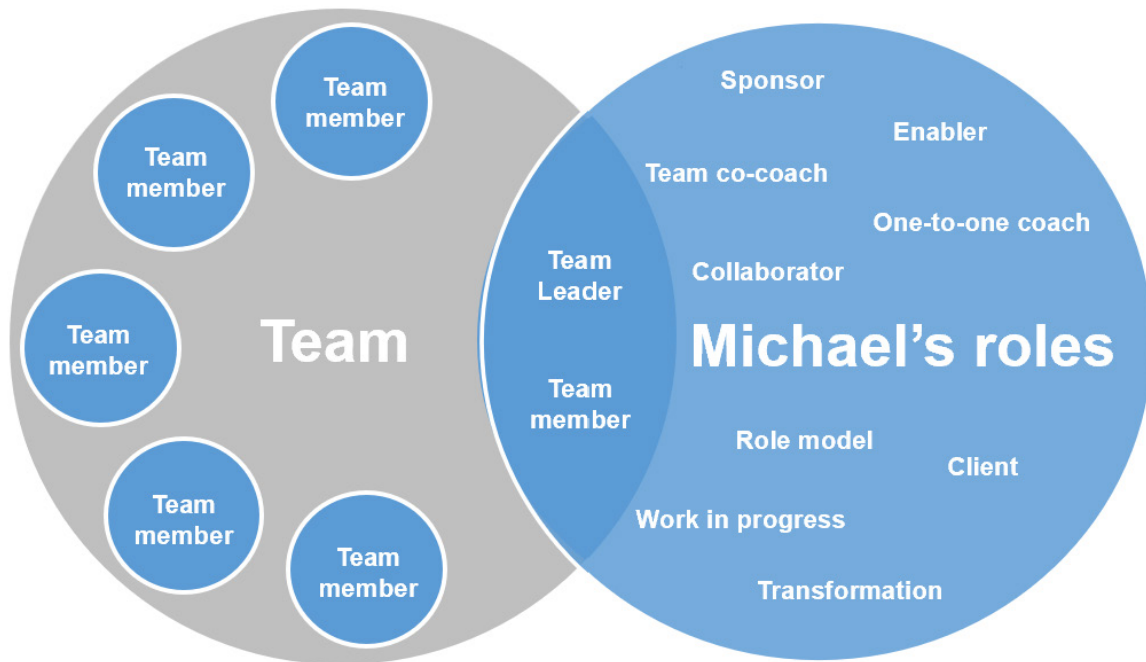 Team
member
Team
member
Team
member
Team
member
Team
member
Team
Team
Leader
Team
member
Sponsor
Enabler
Team co-coach
One-to-one coach
Collaborator
Michael’s roles
Role model
Client
Work in progress
Transformation